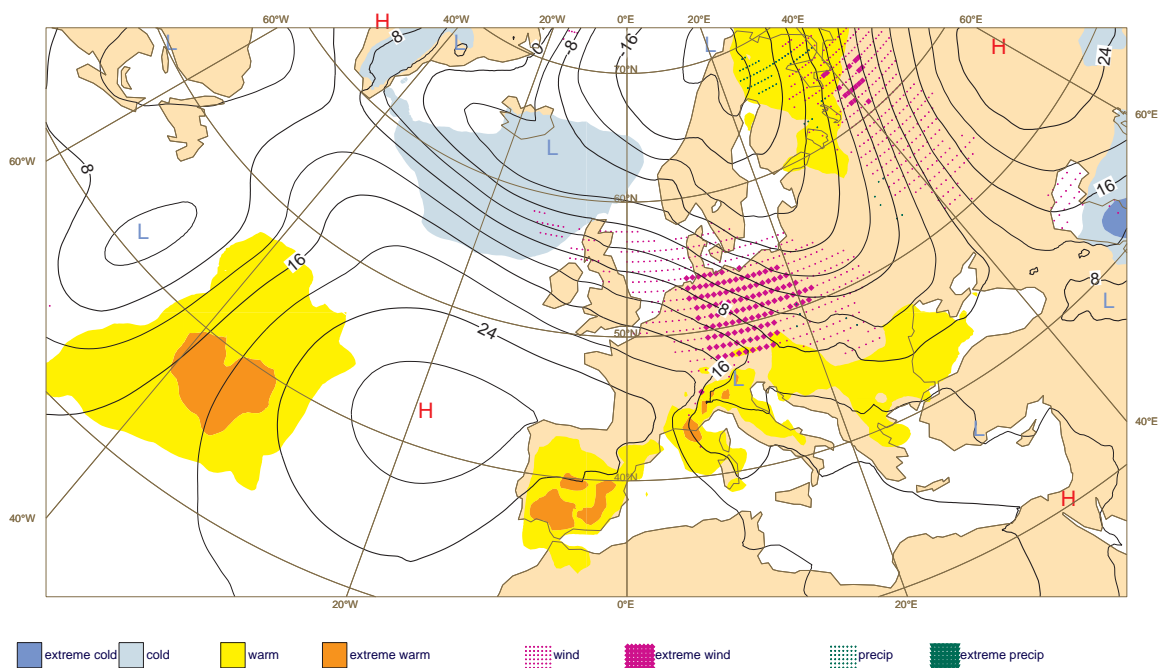 60°W 40°W 20°W 0°E 20°E 40°E 60°E
H
-8 L L 0 -8 -16 L H 24
70°N
60°E
L
60°W 8 16
60°N
L
16 8
L
8
24 50°N
16
L
H
40°E
L
40°N
H
40°W
20°W 0°E 20°E
extreme cold cold warm extreme warm wind extreme wind precip extreme precip